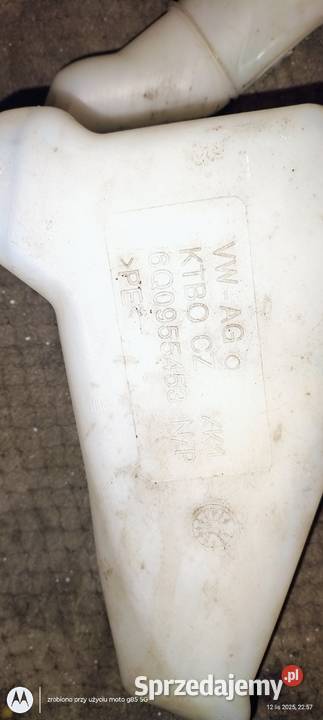 VW-AG
KTBO CZ
6Q0955453 NAP
>PE<
zrobiono przy użyciu moto g85 5G
12 lis 2025, 22:57
Sprzedajemy.pl